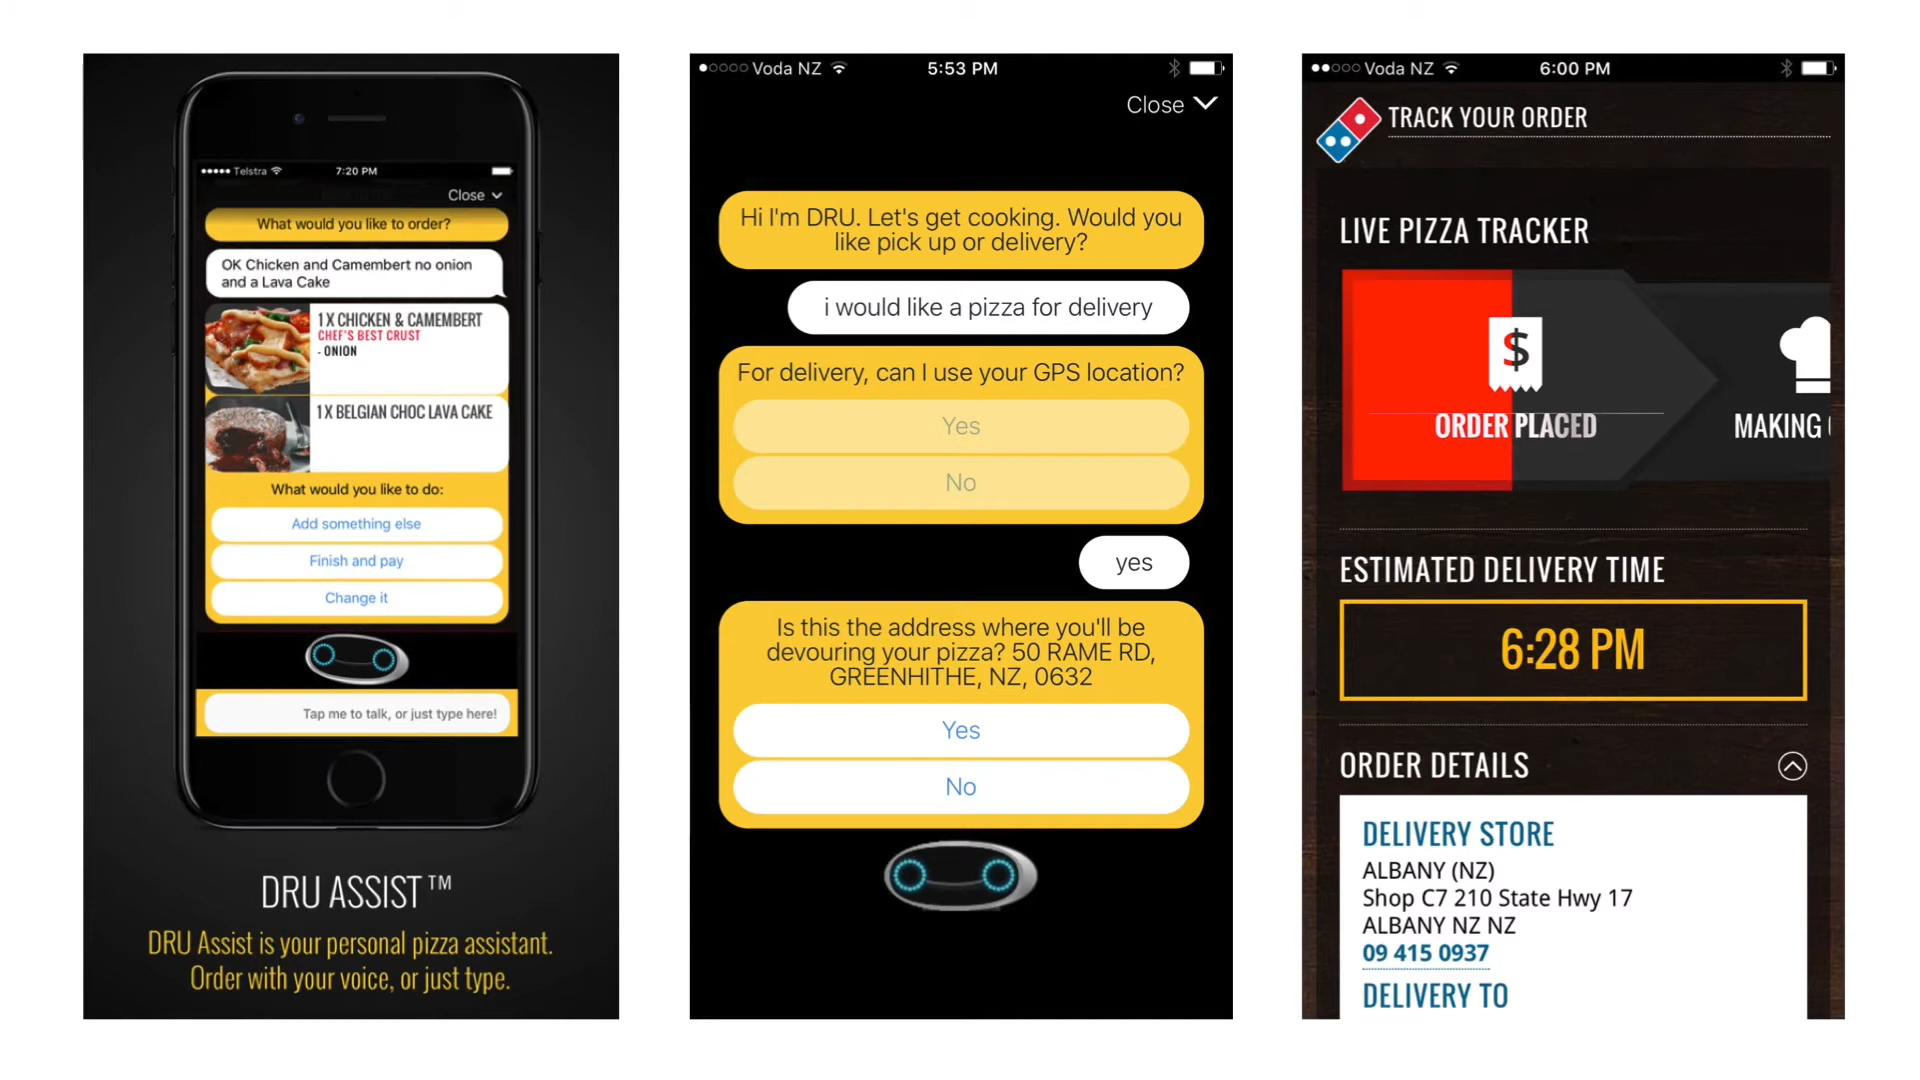 Telstra
7:20 PM
Close
What would you like to order?
OK Chicken and Camembert no onion
and a Lava Cake
1 X CHICKEN & CAMEMBERT
CHEF'S BEST CRUST
- ONION
1 X BELGIAN CHOC LAVA CAKE
What would you like to do:
Add something else
Finish and pay
Change it
Tap me to talk, or just type here!
DRU ASSIST™
DRU Assist is your personal pizza assistant.
Order with your voice, or just type.
Voda NZ
5:53 PM
Close
Hi I'm DRU. Let's get cooking. Would you
like pick up or delivery?
i would like a pizza for delivery
For delivery, can I use your GPS location?
Yes
No
yes
Is this the address where you'll be
devouring your pizza? 50 RAME RD,
GREENHITHE, NZ, 0632
Yes
No
Voda NZ
6:00 PM
TRACK YOUR ORDER
LIVE PIZZA TRACKER
$
ORDER PLACED
MAKING
ESTIMATED DELIVERY TIME
6:28 PM
ORDER DETAILS
DELIVERY STORE
ALBANY (NZ)
Shop C7 210 State Hwy 17
ALBANY NZ NZ
09 415 0937
DELIVERY TO